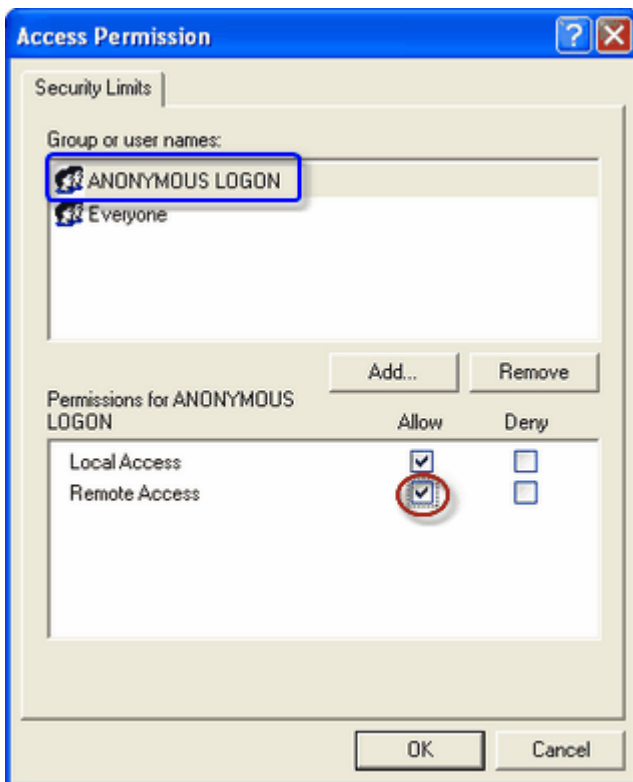 Access Permission
Security Limits
Group or user names:
ANONYMOUS LOGON
Everyone
Add... Remove
Permissions for ANONYMOUS
LOGON Allow Deny
Local Access
Remote Access
OK Cancel